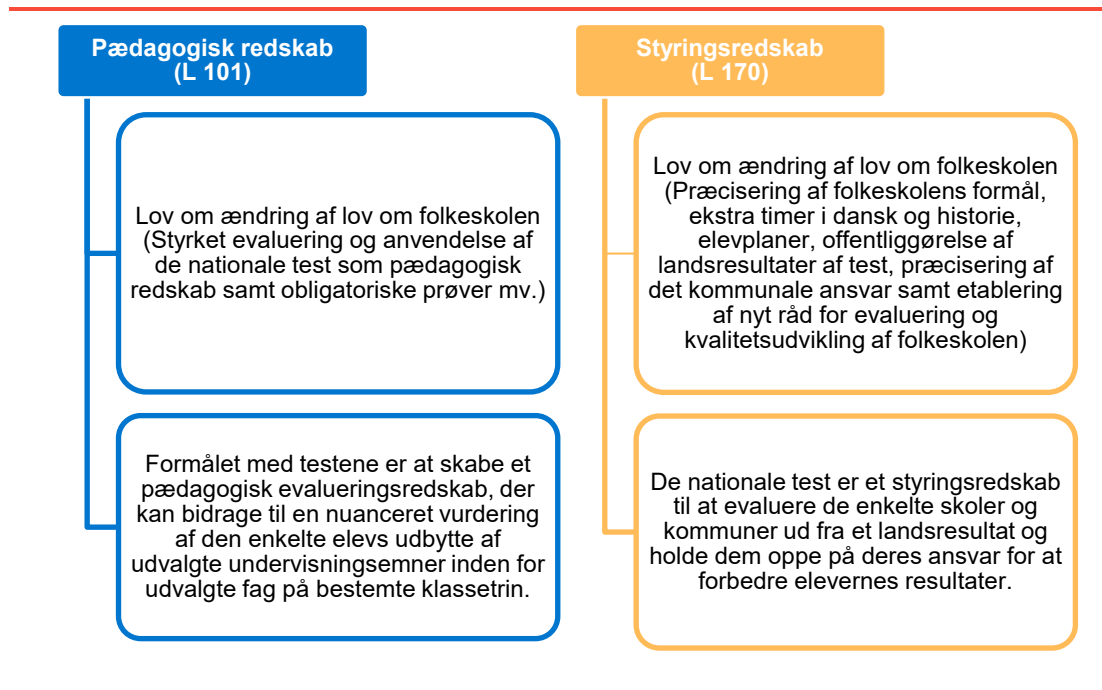 Pædagogisk redskab
(L 101)
Lov om ændring af lov om folkeskolen
(Styrket evaluering og anvendelse af
de nationale test som pædagogisk
redskab samt obligatoriske prøver mv.)
Formålet med testene er at skabe et
pædagogisk evalueringsredskab, der
kan bidrage til en nuanceret vurdering
af den enkelte elevs udbytte af
udvalgte undervisningsemner inden for
udvalgte fag på bestemte klassetrin.
Styringsredskab
(L 170)
Lov om ændring af lov om folkeskolen
(Præcisering af folkeskolens formål,
ekstra timer i dansk og historie,
elevplaner, offentliggørelse af
landsresultater af test, præcisering af
det kommunale ansvar samt etablering
af nyt råd for evaluering og
kvalitetsudvikling af folkeskolen)
De nationale test er et styringsredskab
til at evaluere de enkelte skoler og
kommuner ud fra et landsresultat og
holde dem oppe på deres ansvar for at
forbedre elevernes resultater.